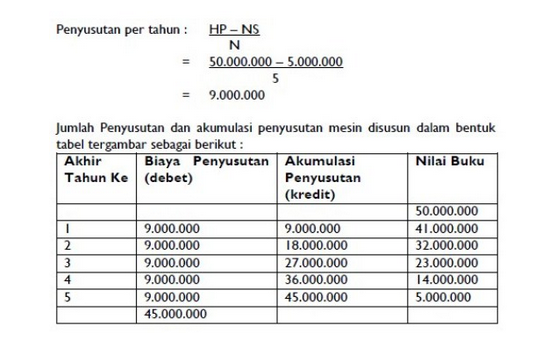 Penyusutan per tahun : HP – NS
N
= 50.000.000 – 5.000.000
5
= 9.000.000
Jumlah Penyusutan dan akumulasi penyusutan mesin disusun dalam bentuk
tabel tergambar sebagai berikut :
Akhir Tahun Ke Biaya Penyusutan (debet) Akumulasi Penyusutan (kredit) Nilai Buku
50.000.000
1 9.000.000 9.000.000 41.000.000
2 9.000.000 18.000.000 32.000.000
3 9.000.000 27.000.000 23.000.000
4 9.000.000 36.000.000 14.000.000
5 9.000.000 45.000.000 5.000.000
45.000.000